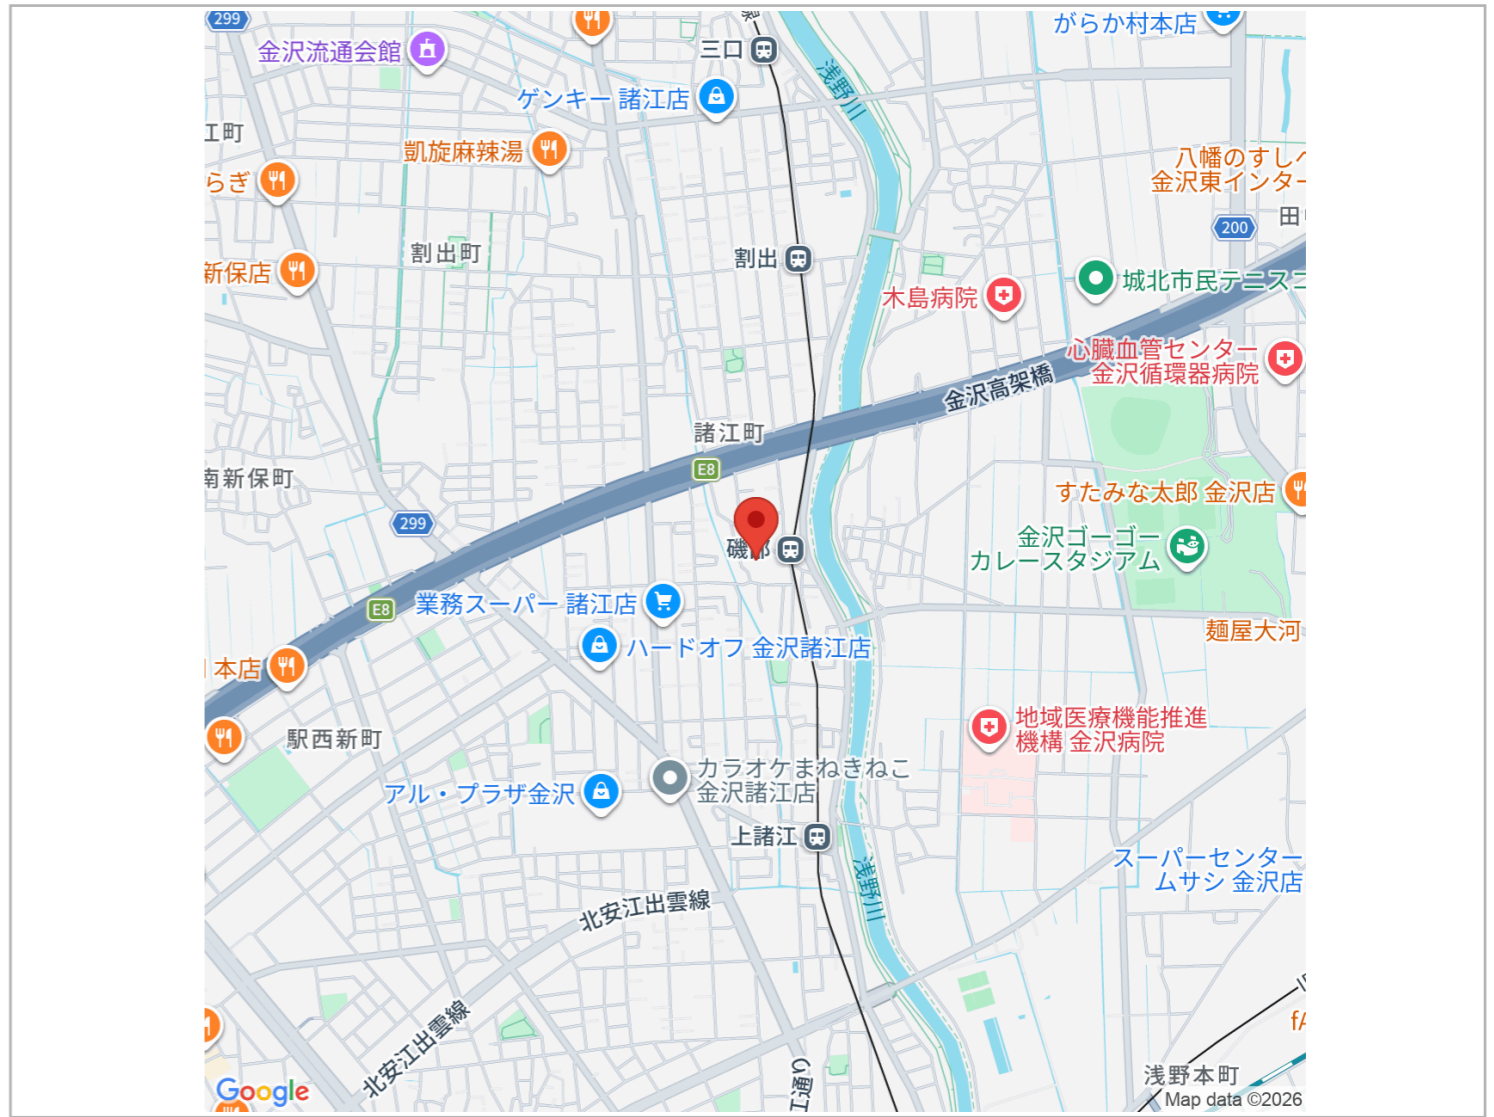 299
金沢流通会館
三口
浅野川
がらか村本店
ゲンキー 諸江店
江町
凱旋麻辣湯
らぎ
八幡のすしべ
金沢東インター
200
田
割出町
割出
新保店
木島病院
城北市民テニスコ
心臓血管センター
金沢循環器病院
金沢高架橋
諸江町
E8
南新保町
すたみな太郎 金沢店
299
磯部
金沢ゴーゴー
カレースタジアム
E8
業務スーパー 諸江店
ハードオフ 金沢諸江店
麺屋大河
本店
駅西新町
地域医療機能推進
機構 金沢病院
カラオケまねきねこ
金沢諸江店
アル・プラザ金沢
上諸江
スーパーセンター
ムサシ 金沢店
浅野川
北安江出雲線
北安江出雲線
江通り
浅野本町
Google
Map data ©2026